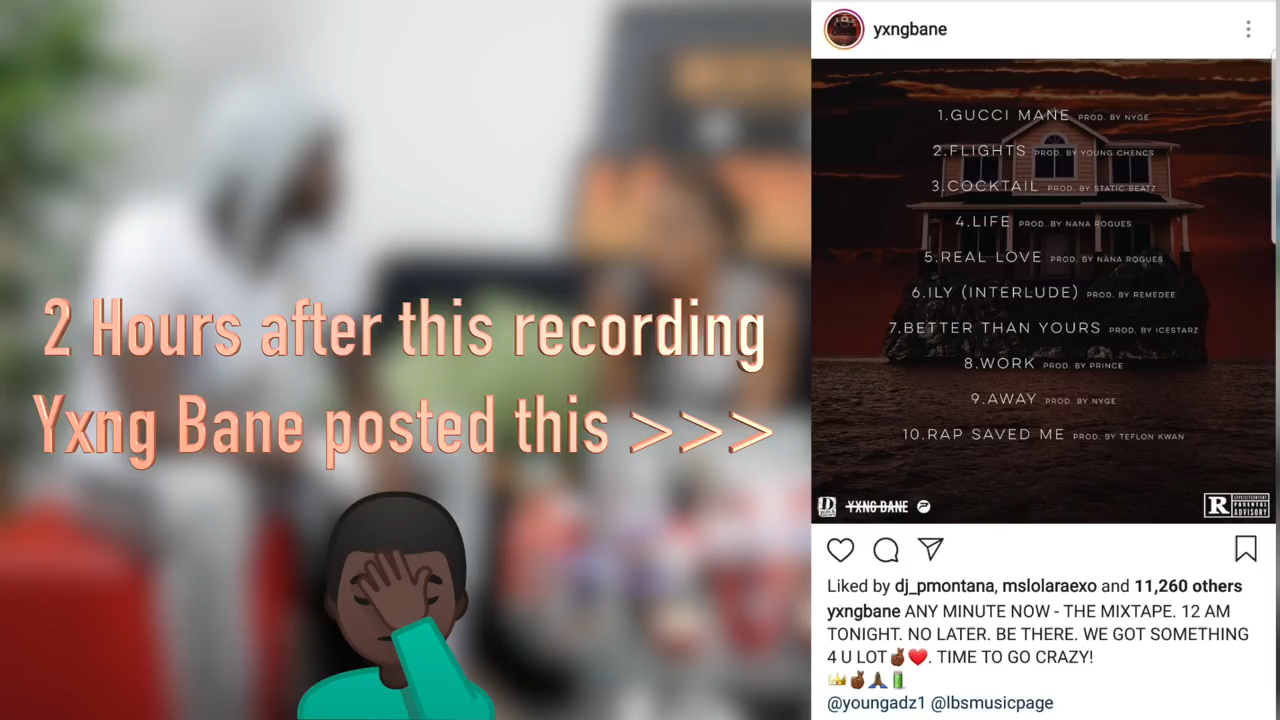 2 Hours after this recording
Yxng Bane posted this >>>
yxngbane
1.GUCCI MANE PROD. BY NYGE
2.FLIGHTS PROD. BY YOUNG CHENCS
3.COCKTAIL PROD. BY STATIC BEATZ
4.LIFE PROD. BY NANA ROGUES
5.REAL LOVE PROD. BY NANA ROGUES
6.ILY (INTERLUDE) PROD. BY REMEDEE
7.BETTER THAN YOURS PROD. BY ICESTARZ
8.WORK PROD. BY PRINCE
9.AWAY PROD. BY NYGE
10.RAP SAVED ME PROD. BY TEFLON KWAN
YXNG BANE
R
PARENTAL
ADVISORY
Liked by dj_pmontana, mslolaraexo and 11,260 others
yxngbane ANY MINUTE NOW - THE MIXTAPE. 12 AM
TONIGHT. NO LATER. BE THERE. WE GOT SOMETHING
4 U LOT✌🏾❤️. TIME TO GO CRAZY!
@youngadz1 @lbsmusicpage